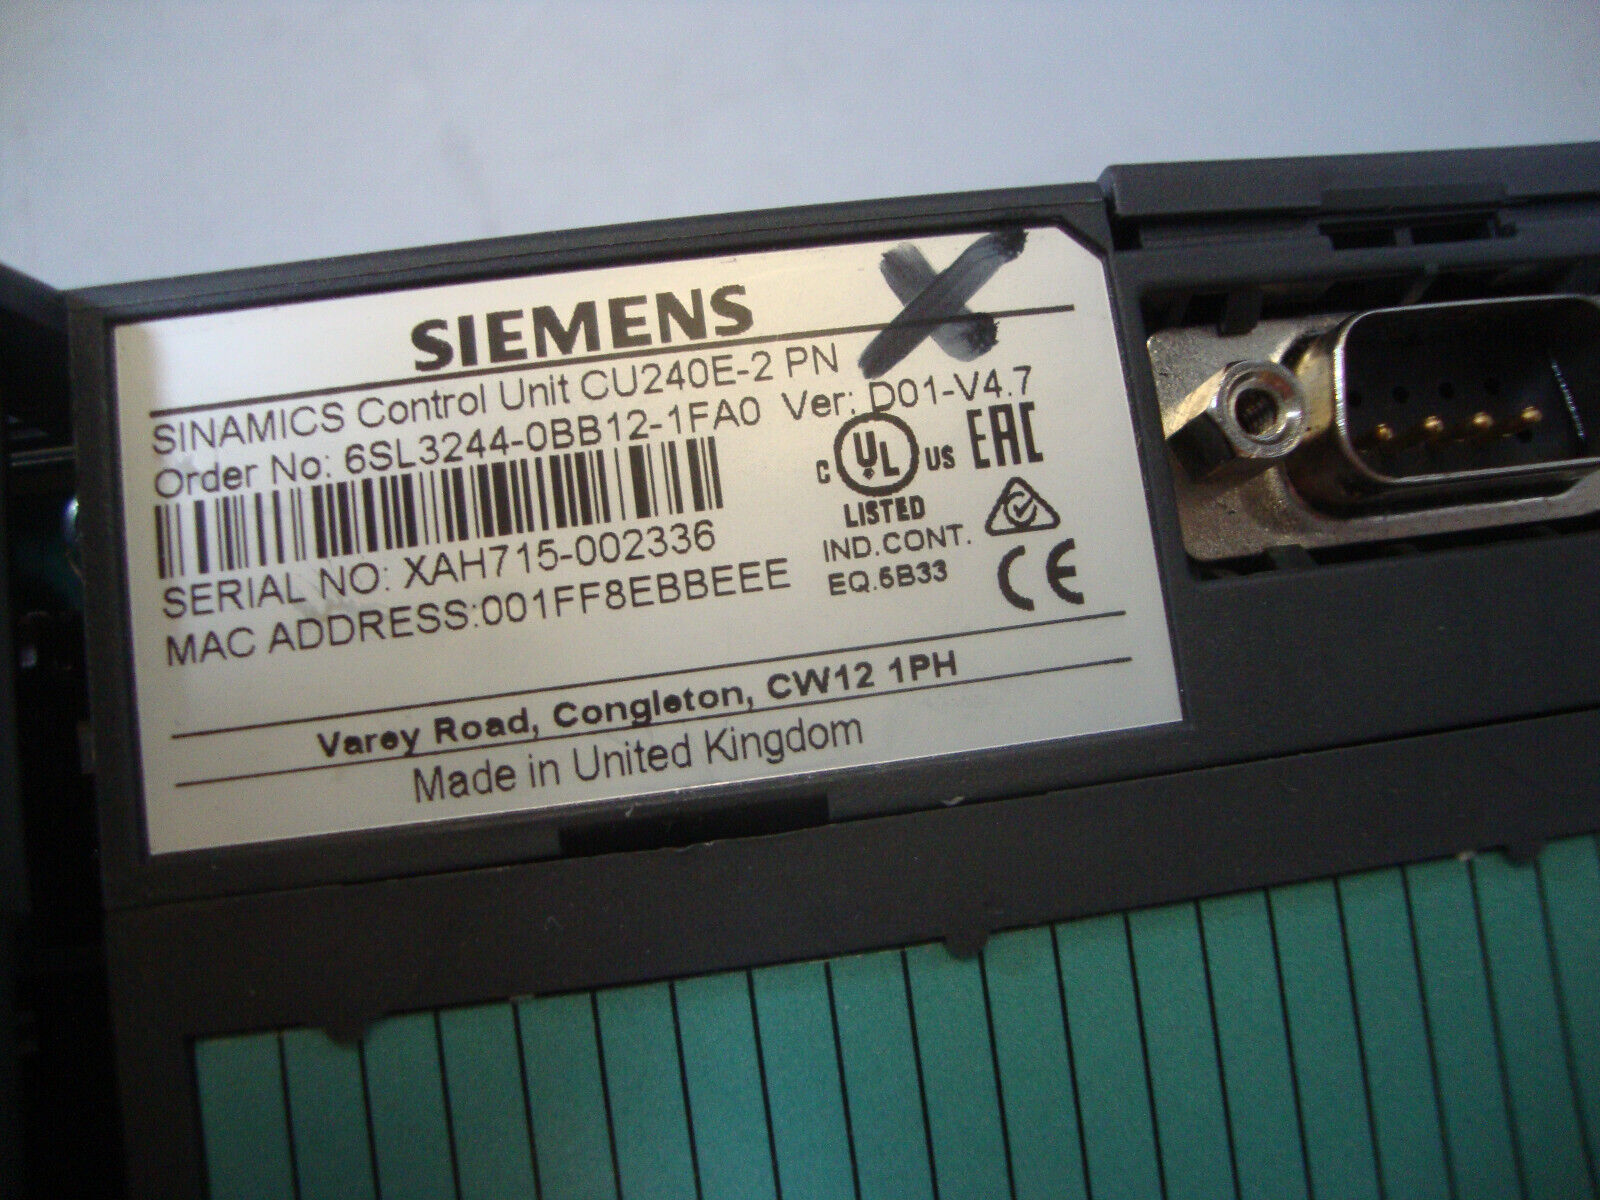 SIEMENS
SINAMICS Control Unit CU240E-2 PN
Order No: 6SL3244-0BB12-1FA0 Ver: D01-V4.7
SERIAL NO: XAH715-002336
MAC ADDRESS:001FF8EBBEEE
C UL US EAC
LISTED
IND.CONT.
EQ.5B33
CE
Varey Road, Congleton, CW12 1PH
Made in United Kingdom